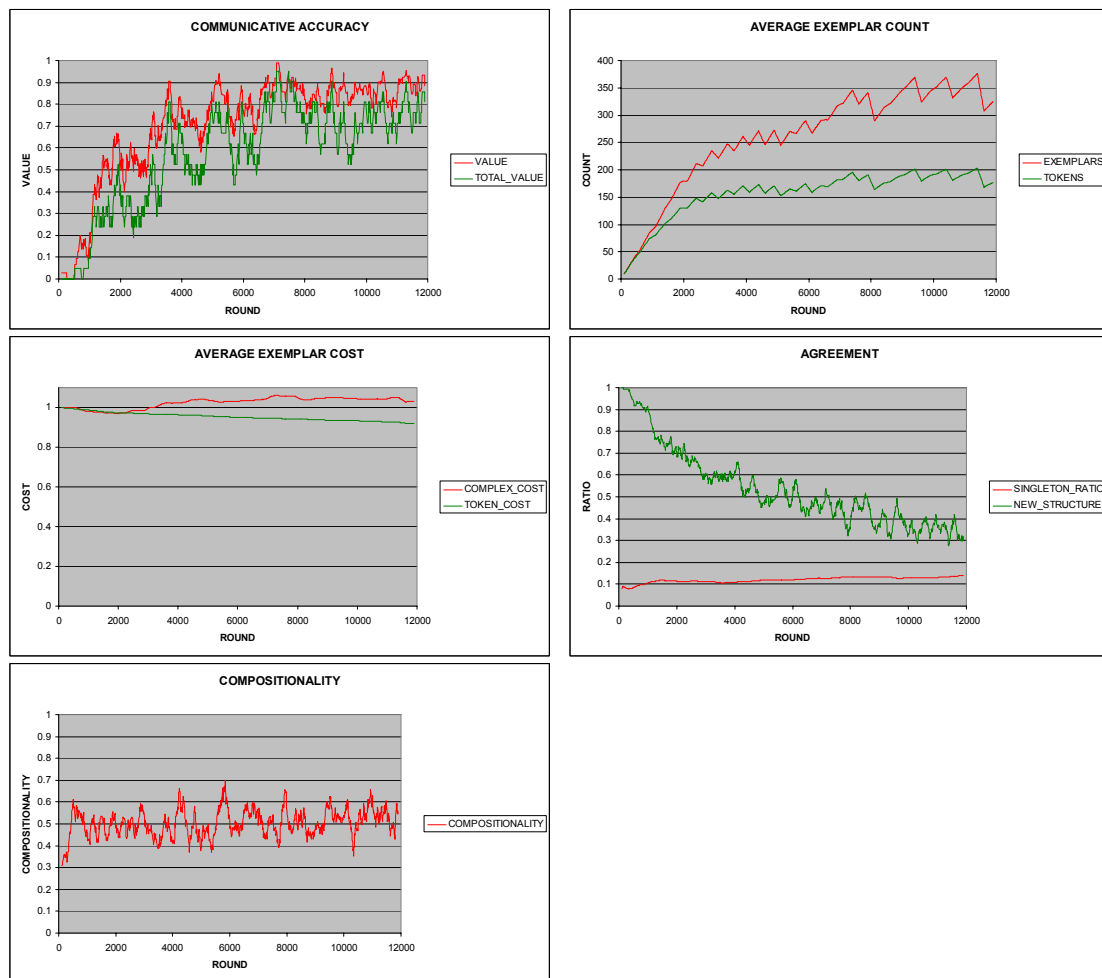 COMMUNICATIVE ACCURACY
1
0.9
0.8
0.7
0.6
0.5
0.4
0.3
0.2
0.1
0
VALUE
0 2000 4000 6000 8000 10000 12000
ROUND
VALUE
TOTAL_VALUE
AVERAGE EXEMPLAR COUNT
400
350
300
250
200
150
100
50
0
COUNT
0 2000 4000 6000 8000 10000 12000
ROUND
EXEMPLARS
TOKENS
AVERAGE EXEMPLAR COST
1
0.8
0.6
0.4
0.2
0
COST
0 2000 4000 6000 8000 10000 12000
ROUND
COMPLEX_COST
TOKEN_COST
AGREEMENT
1
0.9
0.8
0.7
0.6
0.5
0.4
0.3
0.2
0.1
0
RATIO
0 2000 4000 6000 8000 10000 12000
ROUND
SINGLETON_RATIO
NEW_STRUCTURE
COMPOSITIONALITY
1
0.9
0.8
0.7
0.6
0.5
0.4
0.3
0.2
0.1
0
COMPOSITIONALITY
0 2000 4000 6000 8000 10000 12000
ROUND
COMPOSITIONALITY